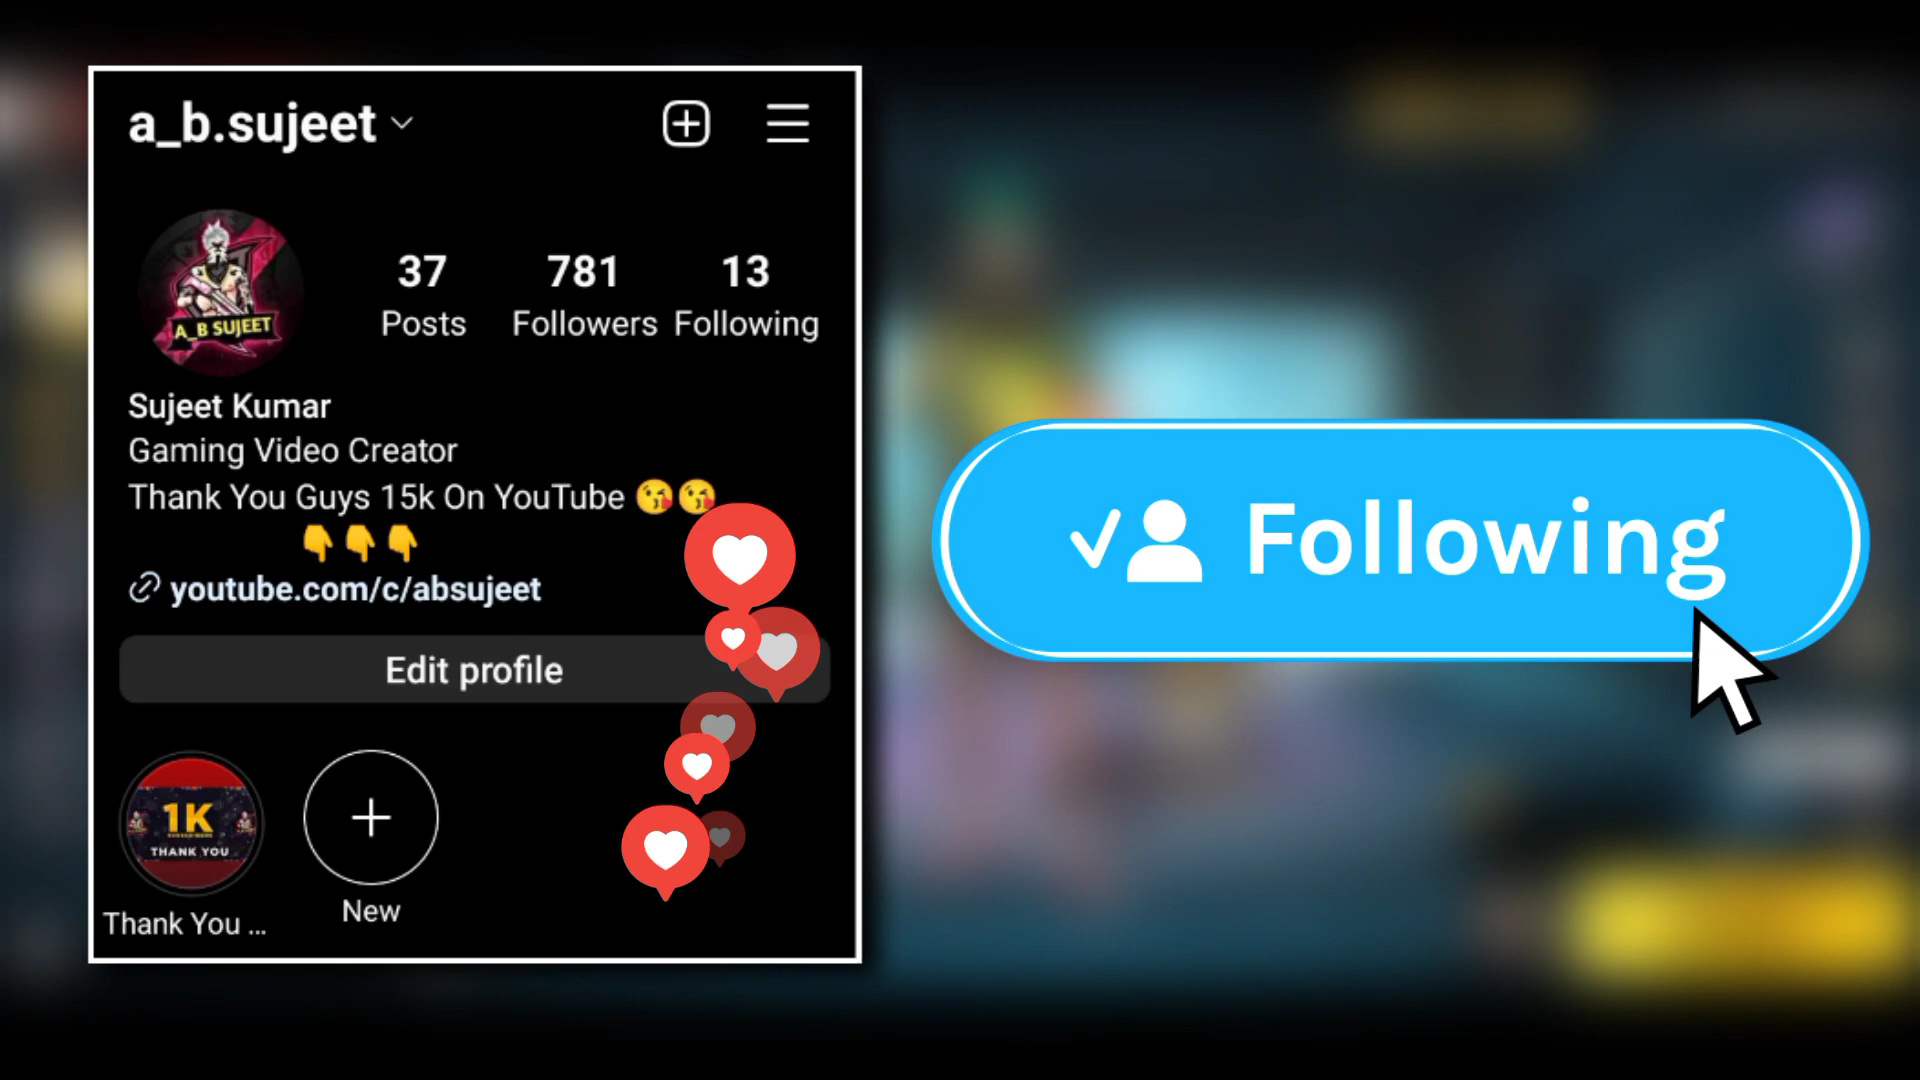 a_b.sujeet
A_B SUJEET
37 781 13
Posts Followers Following
Sujeet Kumar
Gaming Video Creator
Thank You Guys 15k On YouTube 😘😘
👇👇👇
youtube.com/c/absujeet
Edit profile
1K
THANK YOU
Thank You ...
New
Following